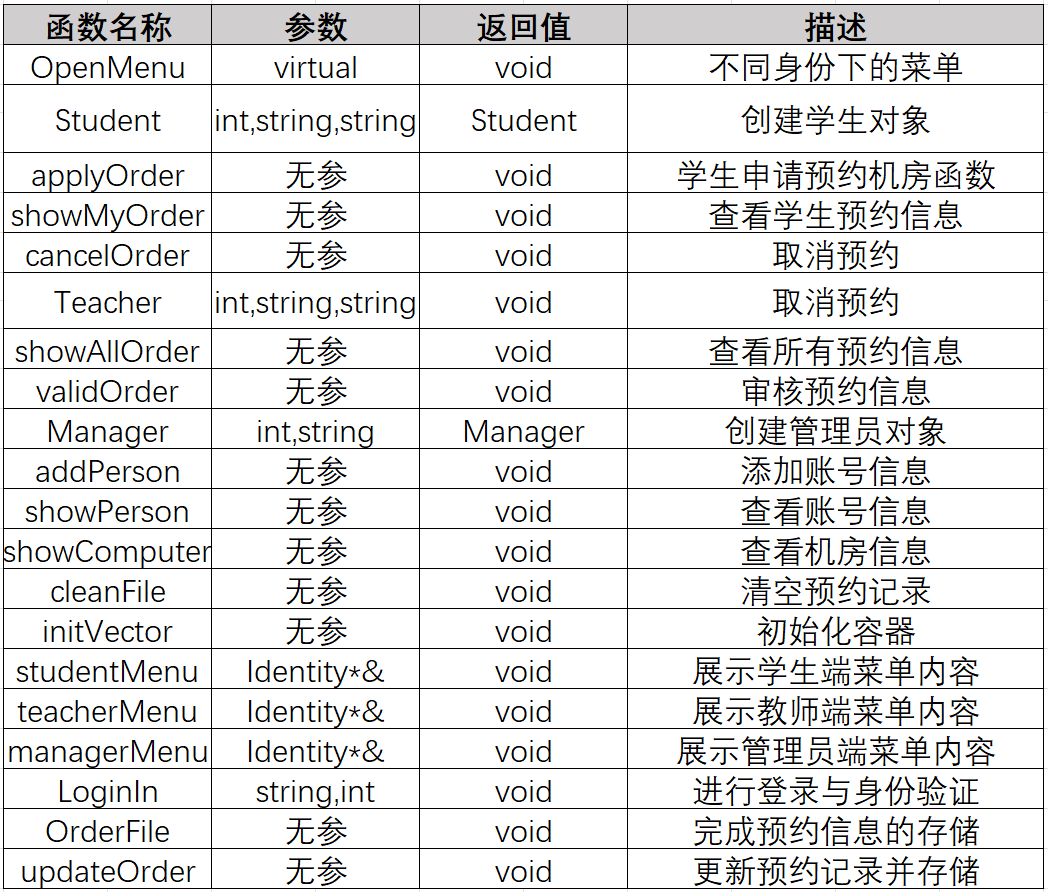 函数名称 参数 返回值 描述
OpenMenu virtual void 不同身份下的菜单
Student int,string,string Student 创建学生对象
applyOrder 无参 void 学生申请预约机房函数
showMyOrder 无参 void 查看学生预约信息
cancelOrder 无参 void 取消预约
Teacher int,string,string void 取消预约
showAllOrder 无参 void 查看所有预约信息
validOrder 无参 void 审核预约信息
Manager int,string Manager 创建管理员对象
addPerson 无参 void 添加账号信息
showPerson 无参 void 查看账号信息
showComputer 无参 void 查看机房信息
cleanFile 无参 void 清空预约记录
initVector 无参 void 初始化容器
studentMenu Identity*& void 展示学生端菜单内容
teacherMenu Identity*& void 展示教师端菜单内容
managerMenu Identity*& void 展示管理员端菜单内容
LoginIn string,int void 进行登录与身份验证
OrderFile 无参 void 完成预约信息的存储
updateOrder 无参 void 更新预约记录并存储